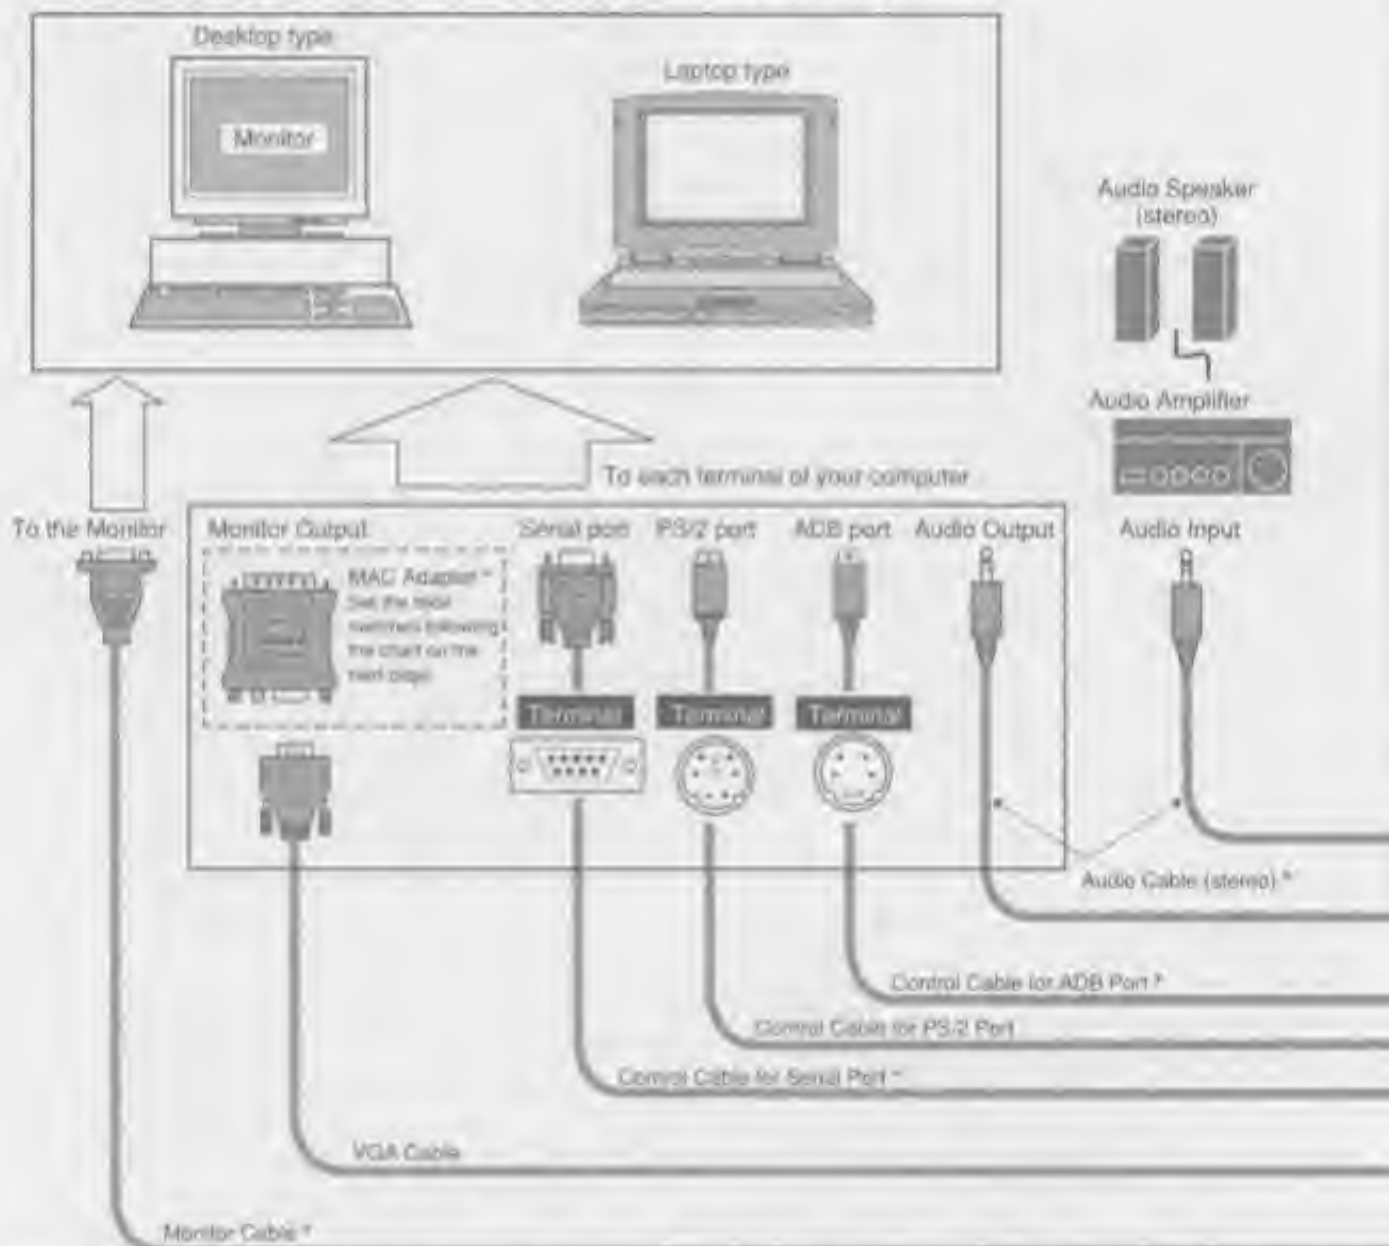 Desktop type
Monitor
Laptop type
Audio Speaker
(stereo)
Audio Amplifier
To each terminal of your computer
To the Monitor
Monitor Output
Serial port
PS/2 port
ADB port
Audio Output
Audio Input
MAC Adapter *
Set the slide
switches following
the chart on the
next page.
Terminal
Terminal
Terminal
Audio Cable (stereo) *
Control Cable for ADB Port *
Control Cable for PS/2 Port
Control Cable for Serial Port *
VGA Cable
Monitor Cable *